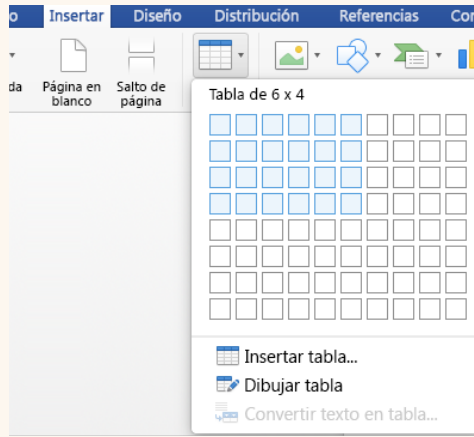 o Insertar Diseño Distribución Referencias Cor
da Página en blanco Salto de página
Tabla de 6 x 4
Insertar tabla...
Dibujar tabla
Convertir texto en tabla...